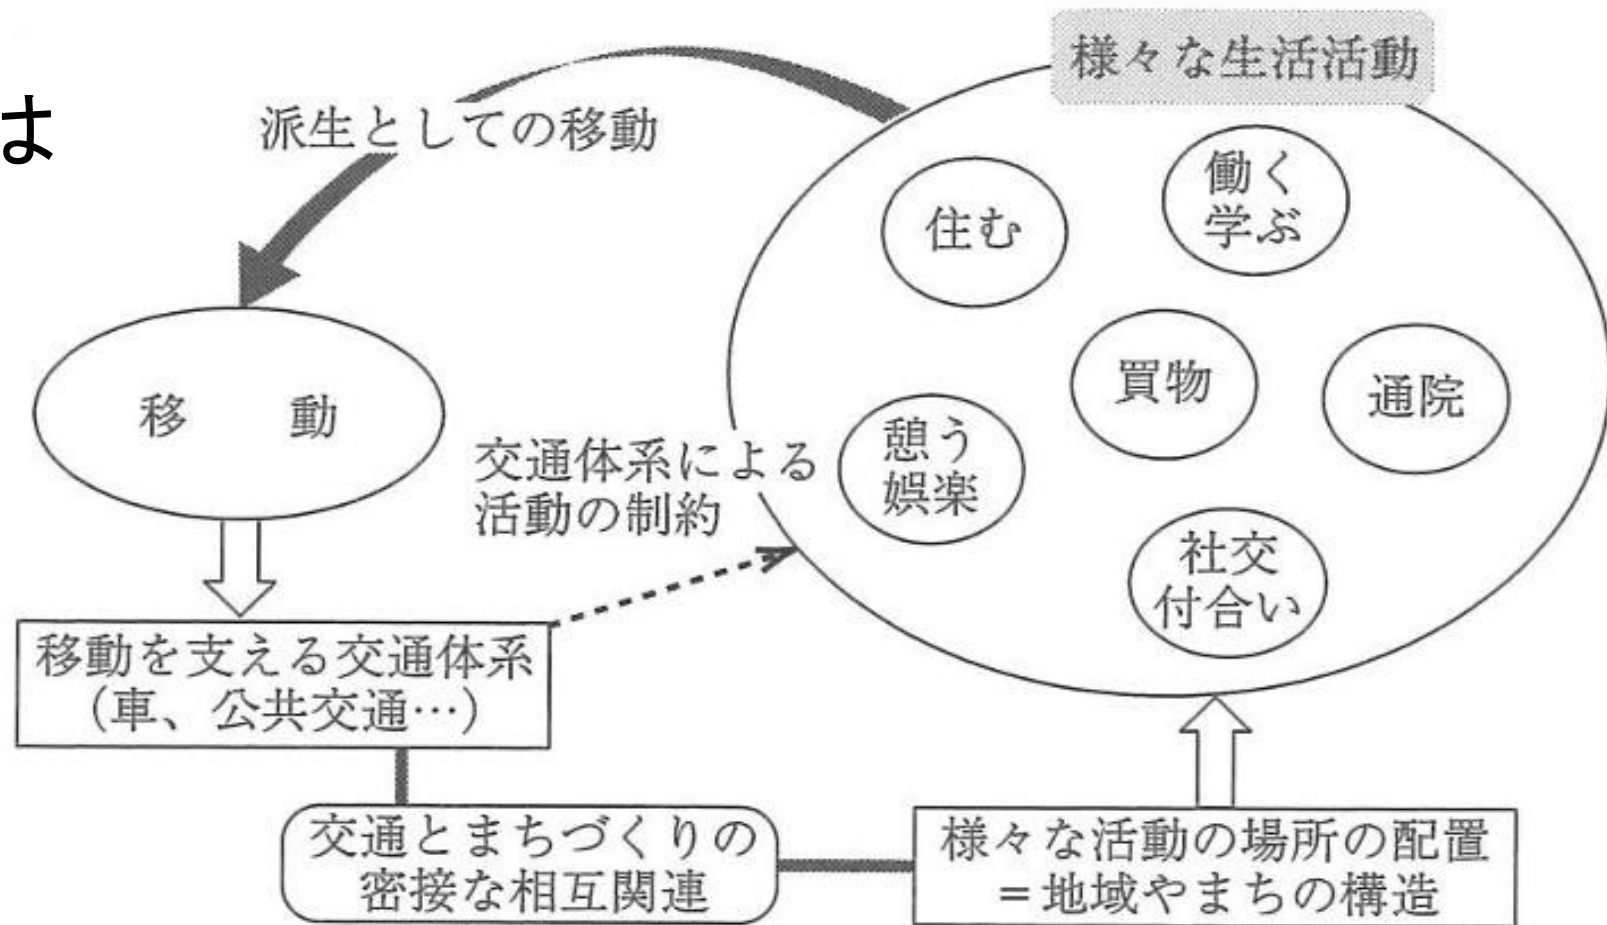 は
様々な生活活動
派生としての移動
住む
働く
学ぶ
買物
通院
移　動
憩う
娯楽
交通体系による
活動の制約
社交
付合い
移動を支える交通体系
（車、公共交通…）
交通とまちづくりの
密接な相互関連
様々な活動の場所の配置
＝地域やまちの構造